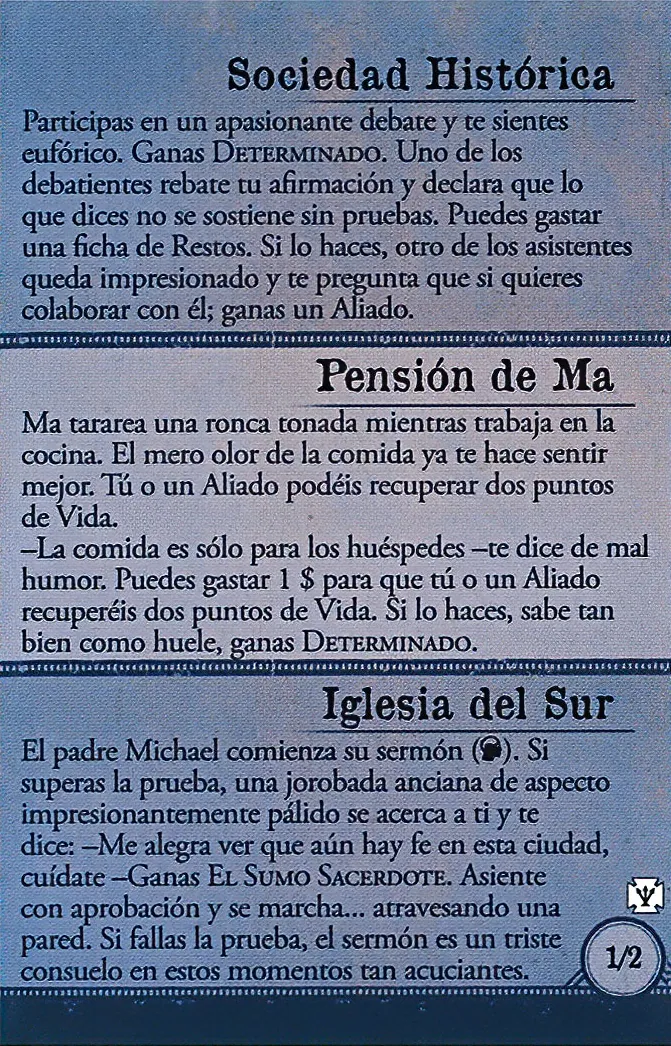 Sociedad Histórica
Participas en un apasionante debate y te sientes
eufórico. Ganas DETERMINADO. Uno de los
debatientes rebate tu afirmación y declara que lo
que dices no se sostiene sin pruebas. Puedes gastar
una ficha de Restos. Si lo haces, otro de los asistentes
queda impresionado y te pregunta que si quieres
colaborar con él; ganas un Aliado.
Pensión de Ma
Ma tararea una ronca tonada mientras trabaja en la
cocina. El mero olor de la comida ya te hace sentir
mejor. Tú o un Aliado podéis recuperar dos puntos
de Vida.
–La comida es sólo para los huéspedes –te dice de mal
humor. Puedes gastar 1 $ para que tú o un Aliado
recuperéis dos puntos de Vida. Si lo haces, sabe tan
bien como huele, ganas DETERMINADO.
Iglesia del Sur
El padre Michael comienza su sermón (). Si
superas la prueba, una jorobada anciana de aspecto
impresionantemente pálido se acerca a ti y te
dice: –Me alegra ver que aún hay fe en esta ciudad,
cuídate –Ganas EL SUMO SACERDOTE. Asiente
con aprobación y se marcha... atravesando una
pared. Si fallas la prueba, el sermón es un triste
consuelo en estos momentos tan acuciantes.
1/2